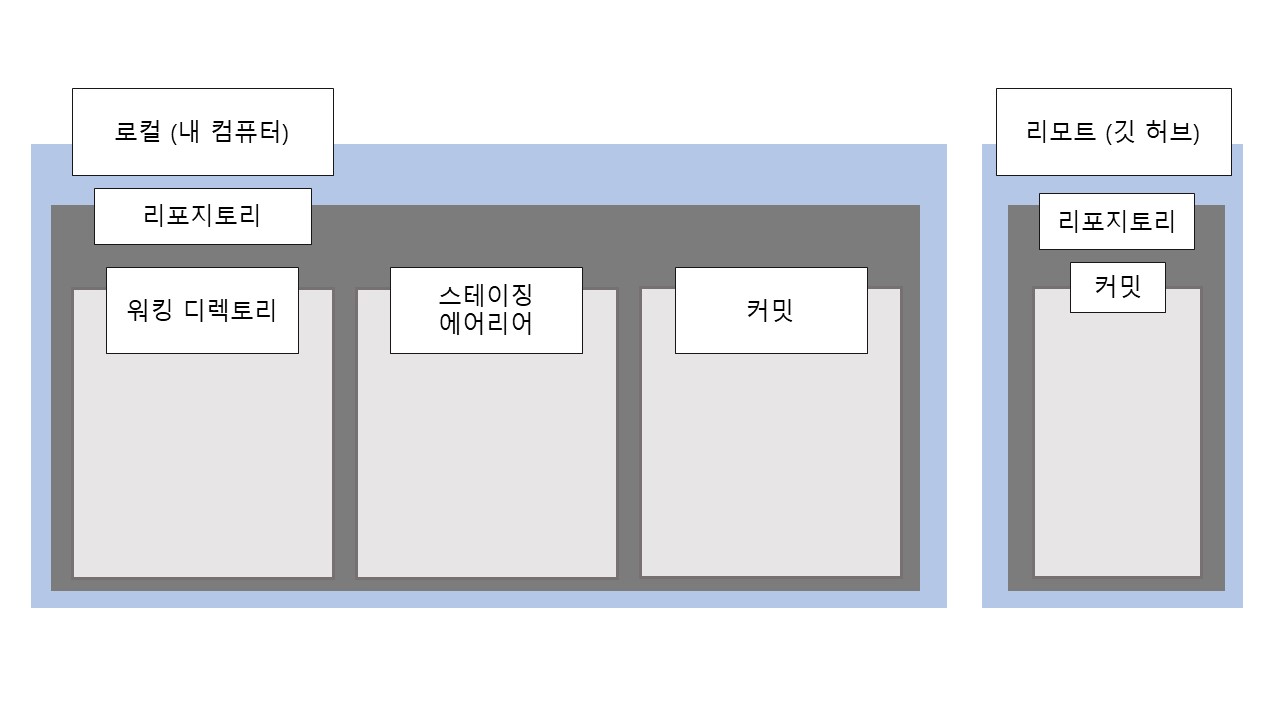 로컬 (내 컴퓨터)
리모트 (깃 허브)
리포지토리
리포지토리
워킹 디렉토리
스테이징
에어리어
커밋
커밋